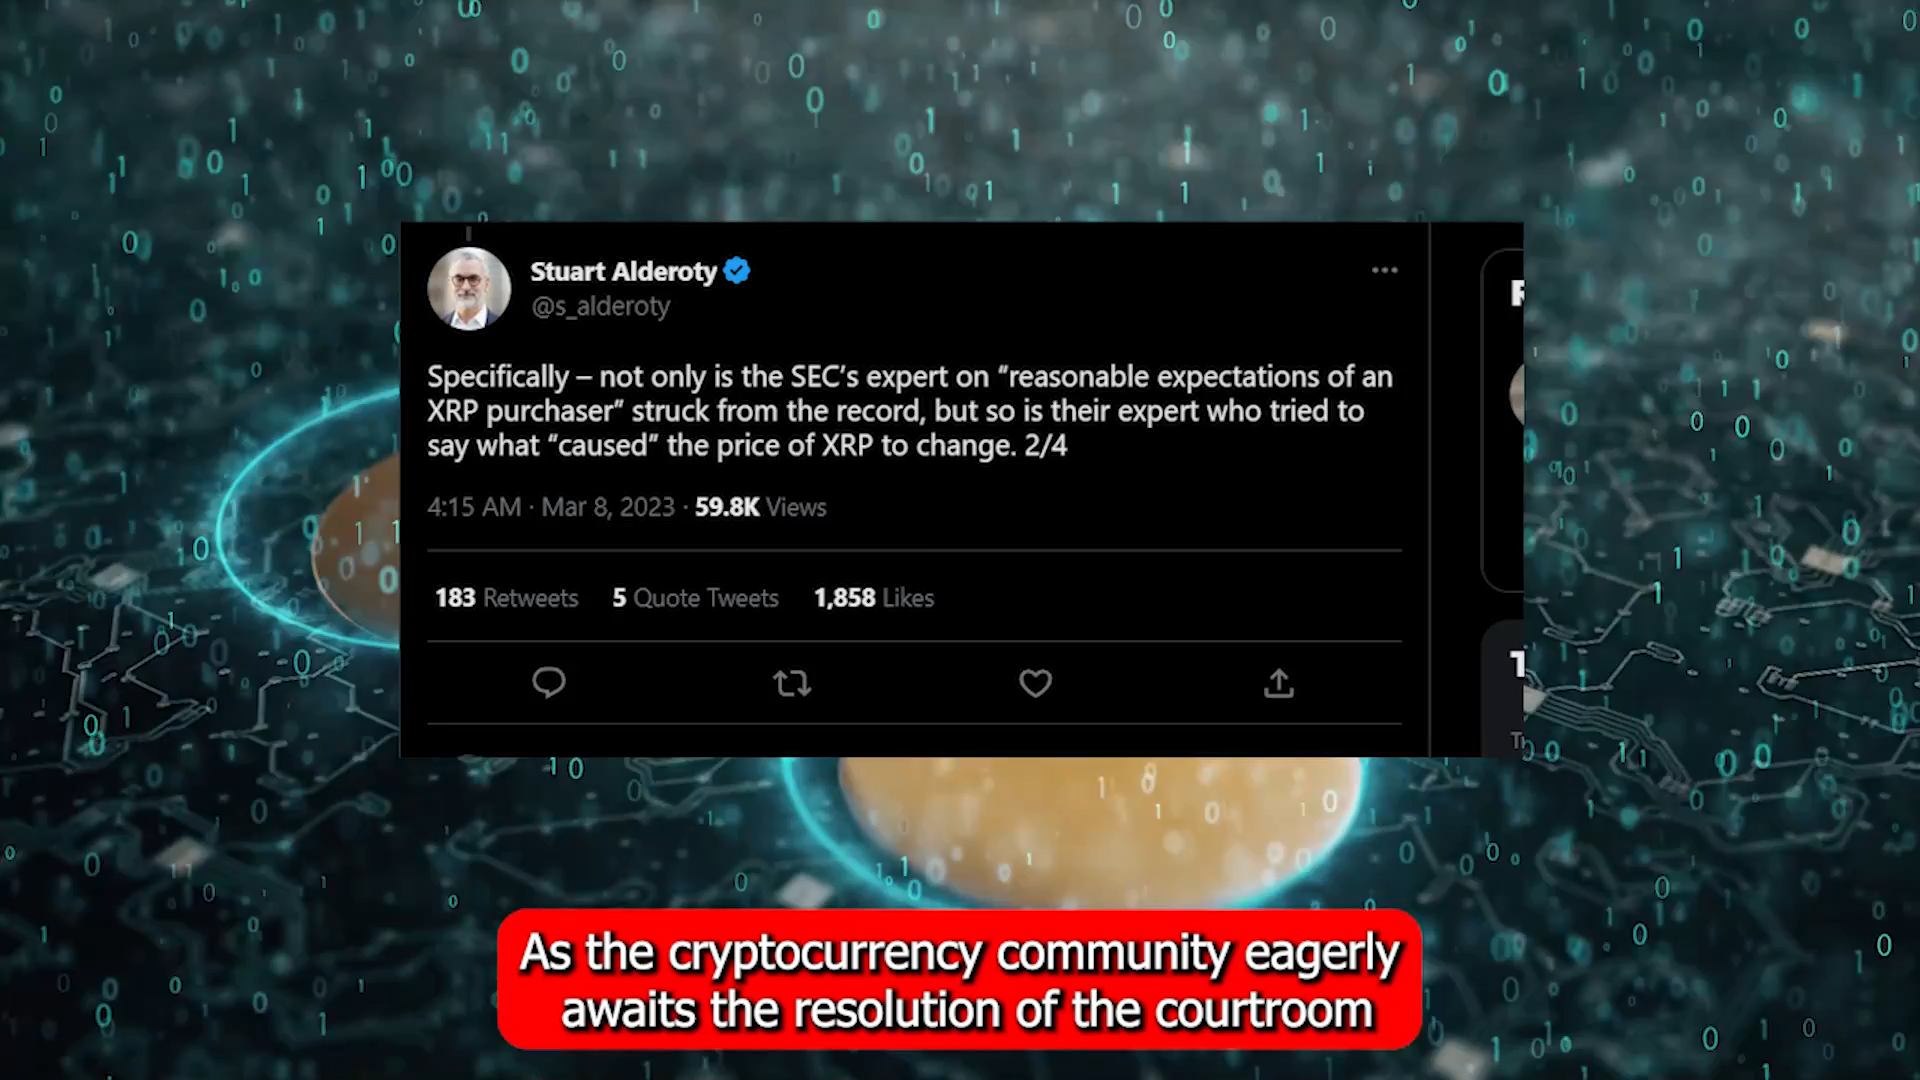 Stuart Alderoty
@s_alderoty
Specifically – not only is the SEC’s expert on “reasonable expectations of an
XRP purchaser” struck from the record, but so is their expert who tried to
say what “caused” the price of XRP to change. 2/4
4:15 AM · Mar 8, 2023 · 59.8K Views
183 Retweets 5 Quote Tweets 1,858 Likes
As the cryptocurrency community eagerly
awaits the resolution of the courtroom